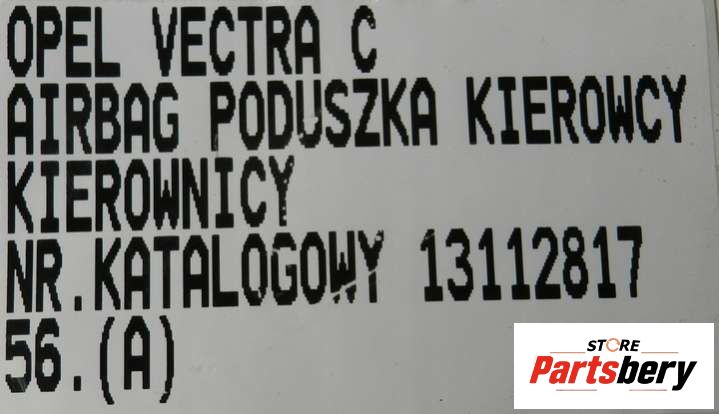 OPEL VECTRA C
AIRBAG PODUSZKA KIEROWCY
KIEROWNICY
NR.KATALOGOWY 13112817
56.(A)
STORE
Partsbery